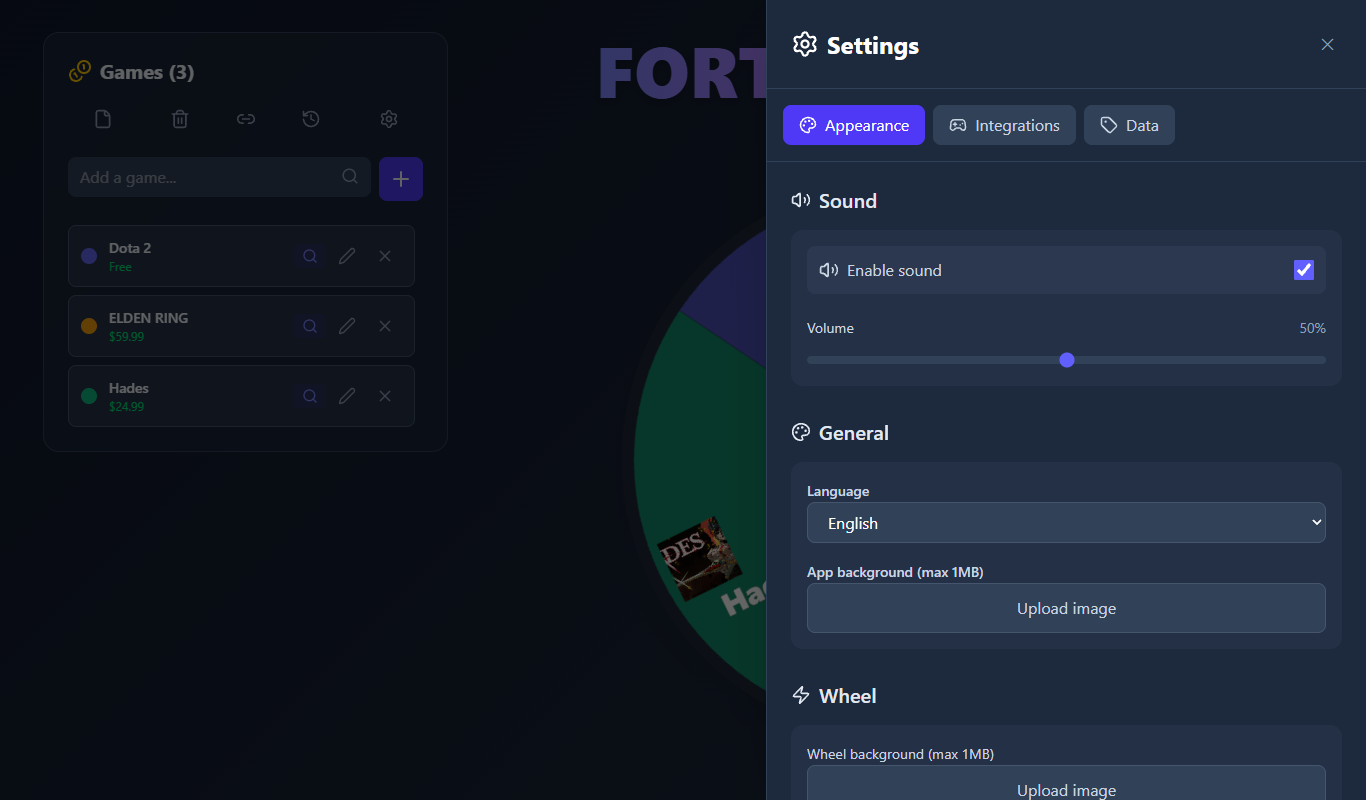 Games (3)
Add a game...
Dota 2
Free
ELDEN RING
$59.99
Hades
$24.99
FORT
DES
Ha
Settings
Appearance
Integrations
Data
Sound
Enable sound
Volume
50%
General
Language
English
App background (max 1MB)
Upload image
Wheel
Wheel background (max 1MB)
Upload image